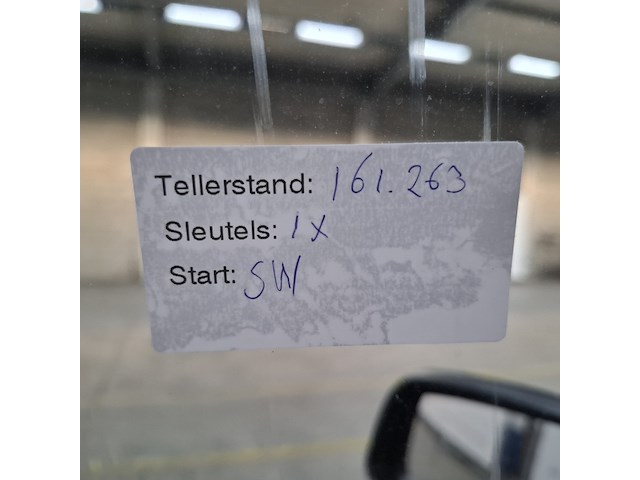 Tellerstand: 161.263
Sleutels: 1x
Start: SW